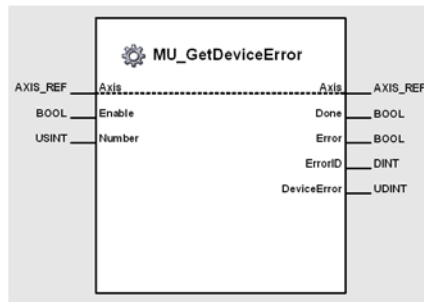 MU_GetDeviceError
AXIS_REF Axis Axis AXIS_REF
BOOL Enable Done BOOL
USINT Number Error BOOL
ErrorID DINT
DeviceError UDINT